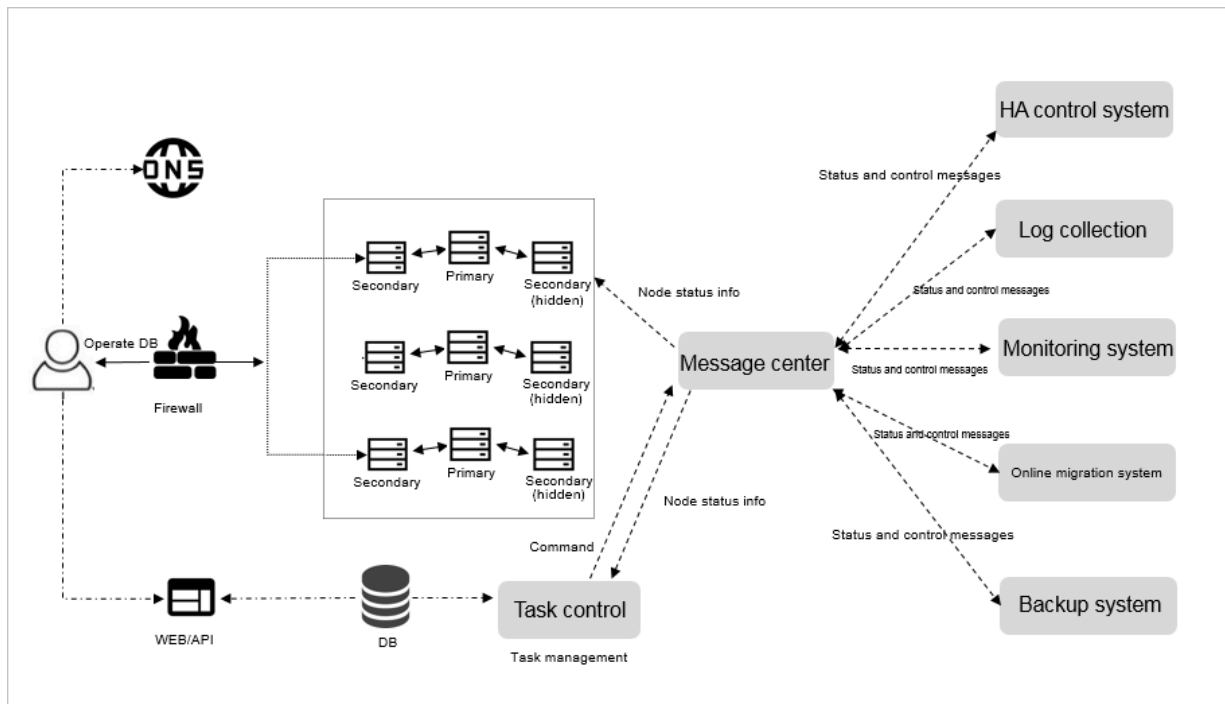 HA control system
DNS
Status and control messages
Log collection
Secondary
Primary
Secondary
(hidden)
Node status info
Status and control messages
Operate DB
Firewall
Secondary
Primary
Secondary
(hidden)
Message center
Monitoring system
Status and control messages
Secondary
Primary
Secondary
(hidden)
Status and control messages
Online migration system
Node status info
Command
Status and control messages
WEB/API
DB
Task control
Task management
Backup system